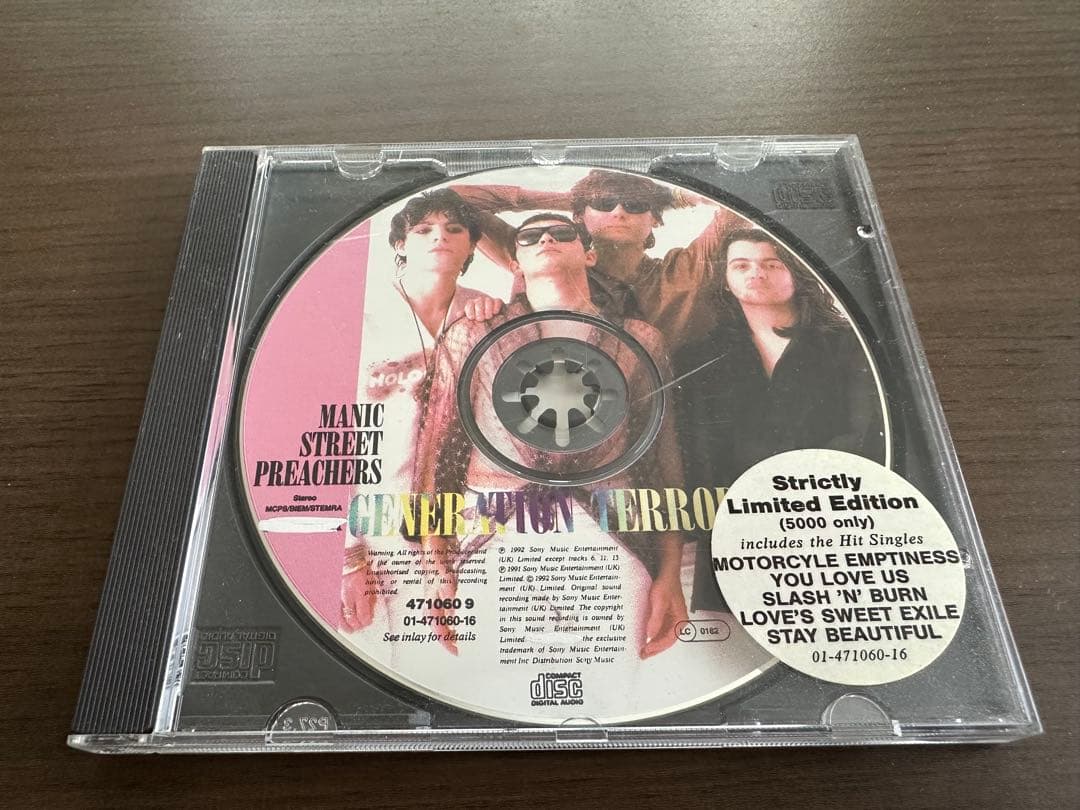 HOLO
MANIC
STREET
PREACHERS
Stereo
MCPS/BIEM/STEMRA
GENERATION TERRO
Warning: All rights of the Producer and
of the owner of the work reserved.
Unauthorised copying, broadcasting,
hiring or rental of this recording
prohibited.
471060 9
01-471060-16
See inlay for details
℗ 1992 Sony Music Entertainment
(UK) Limited except tracks 6, 11, 13
℗ 1991 Sony Music Entertainment (UK)
Limited. © 1992 Sony Music Entertain-
ment (UK) Limited. Original sound
recording made by Sony Music Enter-
tainment (UK) Limited. The copyright
in this sound recording is owned by
Sony Music Entertainment (UK)
Limited the exclusive
trademark of Sony Music Entertain-
ment Inc Distribution Sony Music
LC 0162
COMPACT
disc
DIGITAL AUDIO
Strictly
Limited Edition
(5000 only)
includes the Hit Singles
MOTORCYLE EMPTINESS
YOU LOVE US
SLASH 'N' BURN
LOVE'S SWEET EXILE
STAY BEAUTIFUL
01-471060-16